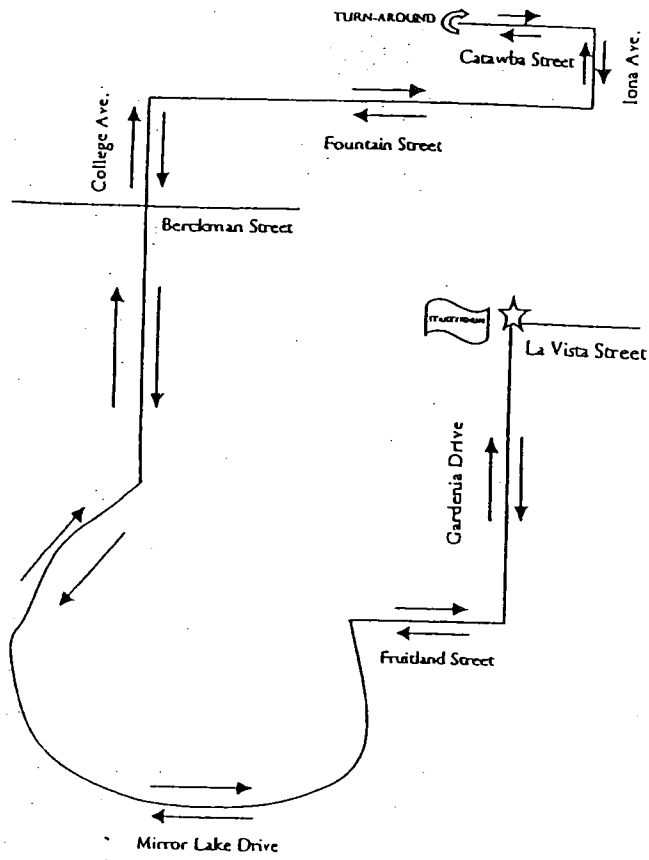 TURN-AROUND
Catawba Street
Iona Ave.
College Ave.
Fountain Street
Berckman Street
La Vista Street
Gardenia Drive
Fruitland Street
Mirror Lake Drive